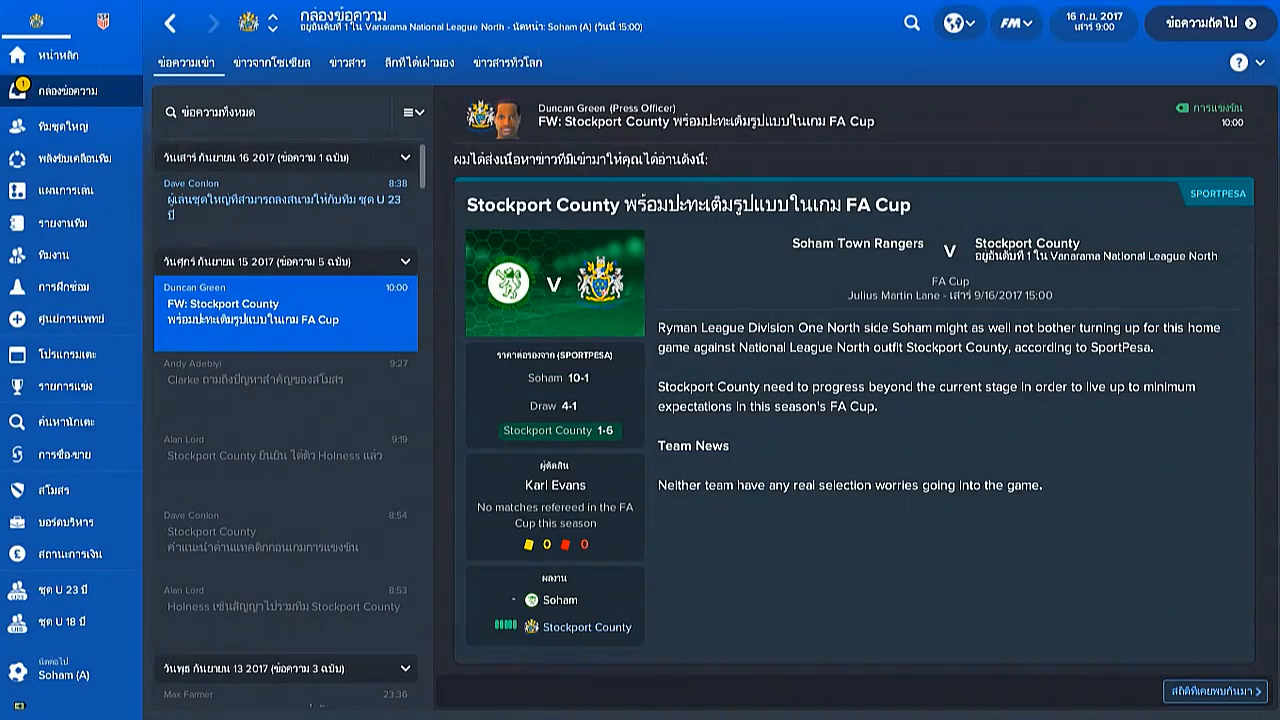 กล่องข้อความ
อยู่อันดับที่ 1 ใน Vanarama National League North - นัดหน้า: Soham (A) (วันนี้ 15:00)
FM
16 ก.ย. 2017
เสาร์ 9:00
ข้อความถัดไป
ข้อความเข้า
ข่าวจากโซเชียล
ข่าวสาร
ลีกที่ได้เฝ้ามอง
ข่าวสารทั่วโลก
?
หน้าหลัก
1
กล่องข้อความ
ทีมชุดใหญ่
พลังขับเคลื่อนทีม
แผนการเล่น
รายงานทีม
ทีมงาน
การฝึกซ้อม
ศูนย์การแพทย์
โปรแกรมเตะ
รายการแข่ง
ค้นหานักเตะ
การซื้อ-ขาย
สโมสร
บอร์ดบริหาร
สถานะการเงิน
U23
ชุด U 23 ปี
U18
ชุด U 18 ปี
นัดต่อไป
Soham (A)
ข้อความทั้งหมด
วันเสาร์ กันยายน 16 2017 (ข้อความ 1 ฉบับ)
Dave Conlon 8:38
ผู้เล่นชุดใหญ่ที่สามารถลงสนามให้กับทีม ชุด U 23
ปี
วันศุกร์ กันยายน 15 2017 (ข้อความ 5 ฉบับ)
Duncan Green 10:00
FW: Stockport County
พร้อมปะทะเต็มรูปแบบในเกม FA Cup
Andy Adebiyi 9:27
Clarke ถามถึงปัญหาสำคัญของสโมสร
Alan Lord 9:19
Stockport County ยืนยัน ได้ตัว Holness แล้ว
Dave Conlon 8:54
Stockport County
คำแนะนำด้านแทคติกก่อนเกมการแข่งขัน
Alan Lord 8:53
Holness เซ็นสัญญาไปร่วมทีม Stockport County
วันพุธ กันยายน 13 2017 (ข้อความ 3 ฉบับ)
Max Farmer 23:36
Duncan Green (Press Officer)
FW: Stockport County พร้อมปะทะเต็มรูปแบบในเกม FA Cup
การแข่งขัน
10:00
ผมได้ส่งเนื้อหาข่าวที่มีเข้ามาให้คุณได้อ่านดังนี้:
SPORTPESA
Stockport County พร้อมปะทะเต็มรูปแบบในเกม FA Cup
V
Soham Town Rangers V Stockport County
อยู่อันดับที่ 1 ใน Vanarama National League North
FA Cup
Julius Martin Lane - เสาร์ 9/16/2017 15:00
Ryman League Division One North side Soham might as well not bother turning up for this home
game against National League North outfit Stockport County, according to SportPesa.
Stockport County need to progress beyond the current stage in order to live up to minimum
expectations in this season's FA Cup.
Team News
Neither team have any real selection worries going into the game.
ราคาต่อรองจาก (SPORTPESA)
Soham 10-1
Draw 4-1
Stockport County 1-6
ผู้ตัดสิน
Karl Evans
No matches refereed in the FA
Cup this season
0 0
ผลงาน
- Soham
Stockport County
สถิติที่เคยพบกันมา